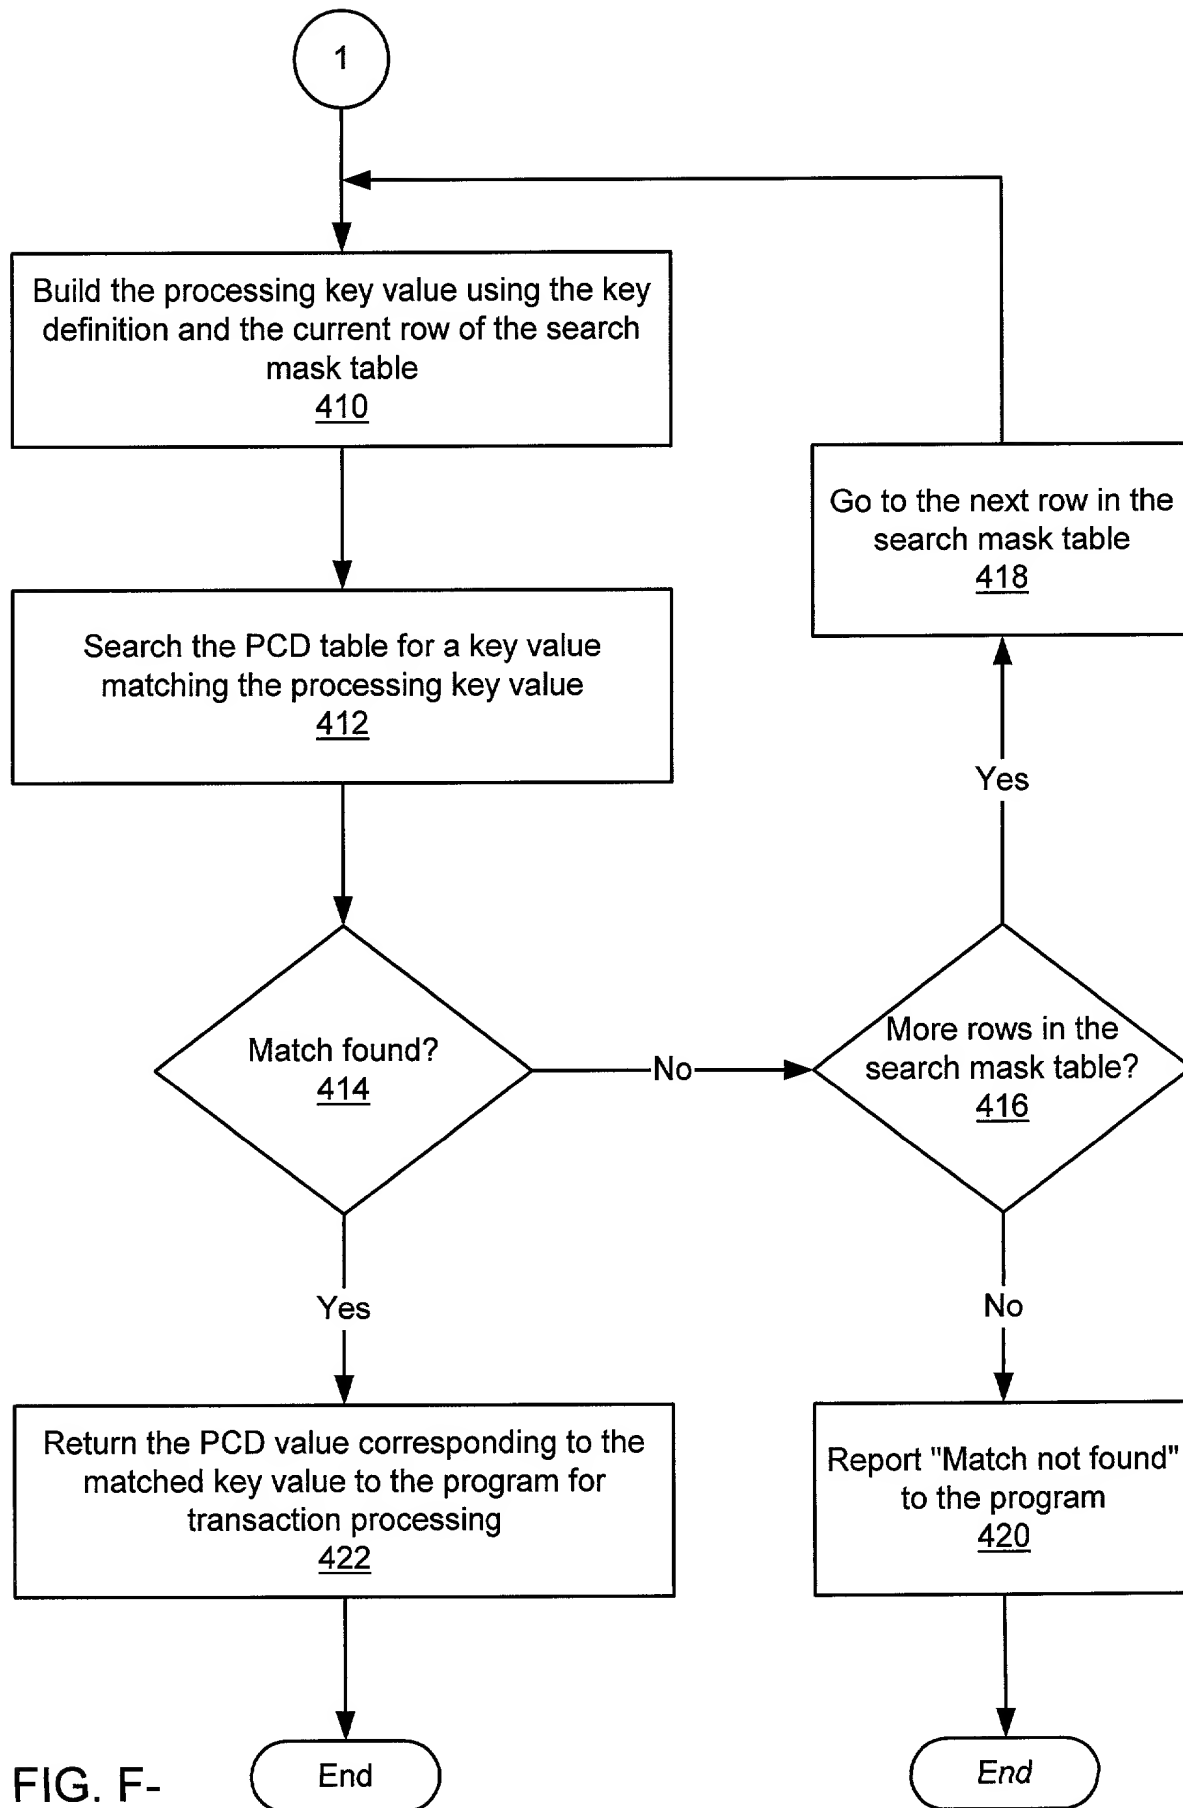 1
Build the processing key value using the key
definition and the current row of the search
mask table
410
Go to the next row in the
search mask table
418
Search the PCD table for a key value
matching the processing key value
412
Yes
Match found?
414
No
More rows in the
search mask table?
416
Yes
No
Return the PCD value corresponding to the
matched key value to the program for
transaction processing
422
Report "Match not found"
to the program
420
End
End
FIG. F-